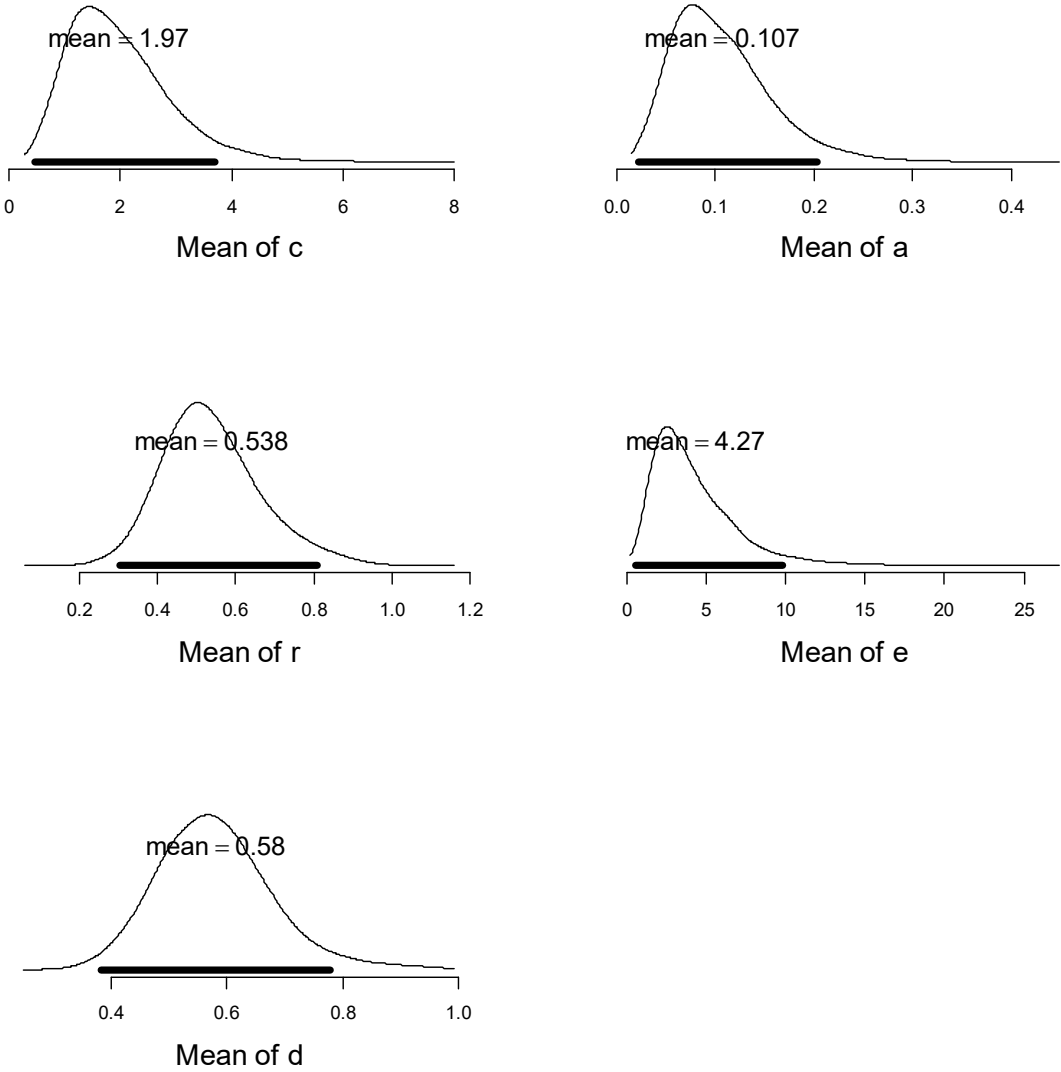 mean = 1.97
0 2 4 6 8
Mean of c
mean = 0.107
0.0 0.1 0.2 0.3 0.4
Mean of a
mean = 0.538
0.2 0.4 0.6 0.8 1.0 1.2
Mean of r
mean = 4.27
0 5 10 15 20 25
Mean of e
mean = 0.58
0.4 0.6 0.8 1.0
Mean of d